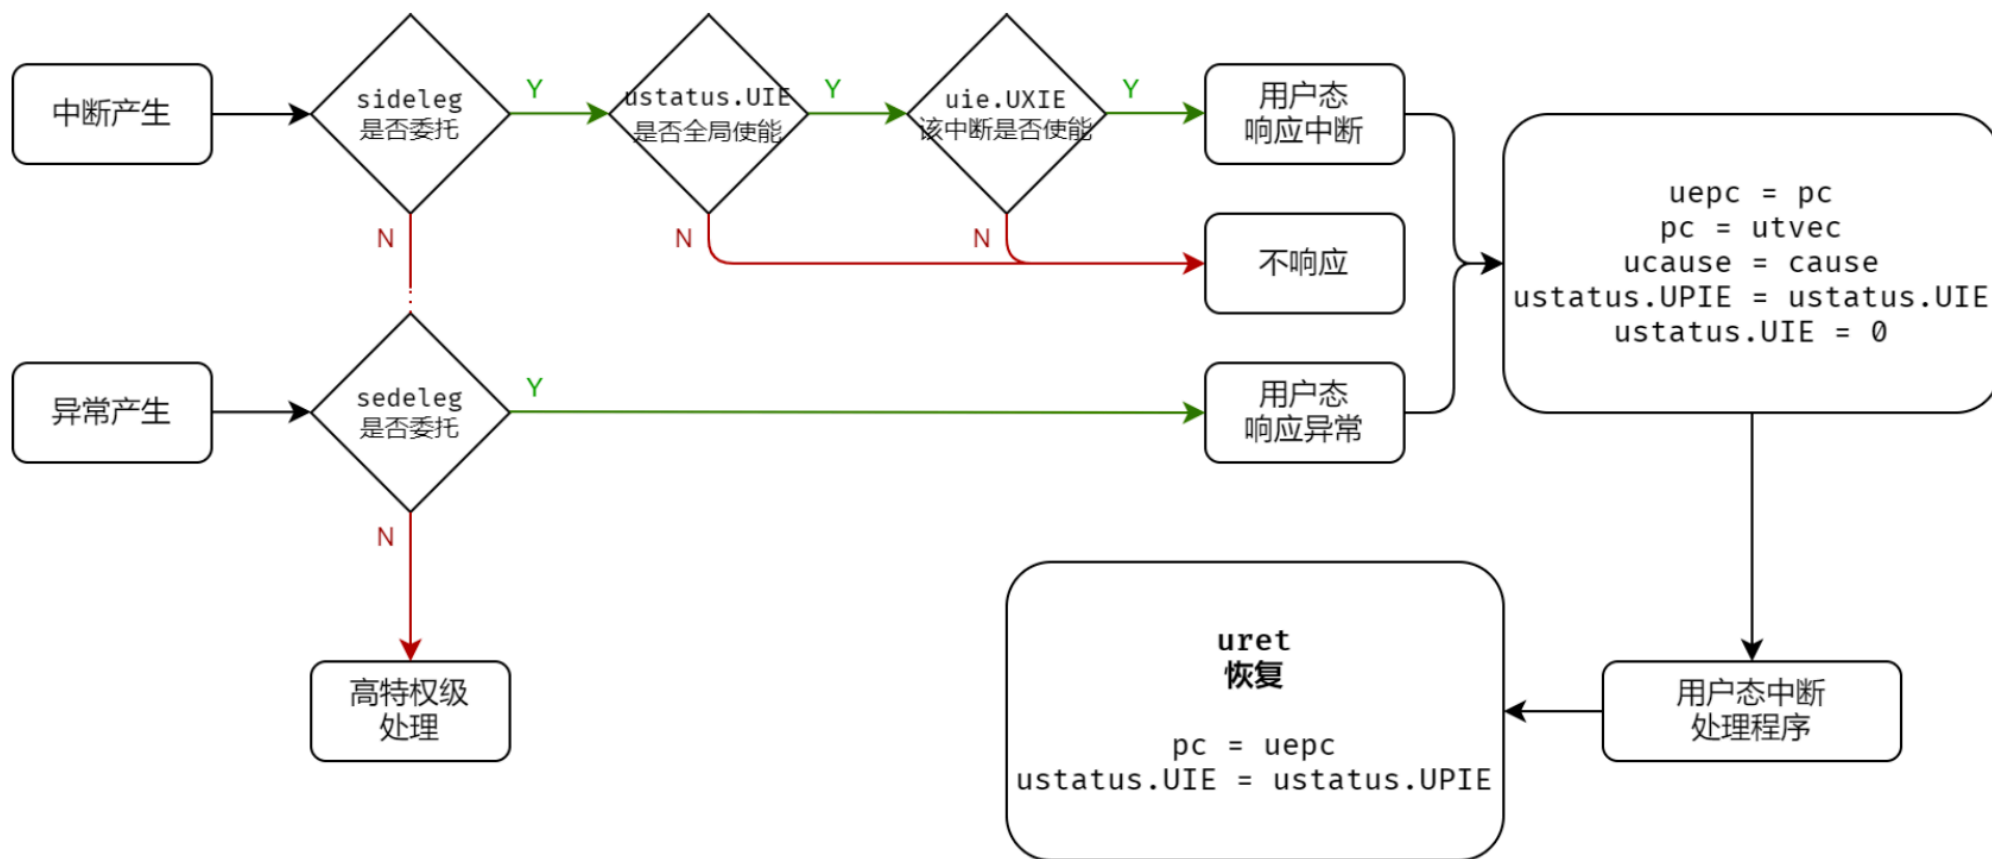 中断产生
sideleg
是否委托
Y
ustatus.UIE
是否全局使能
Y
uie.UXIE
该中断是否使能
Y
用户态
响应中断
N
N
N
不响应
uepc = pc
pc = utvec
ucause = cause
ustatus.UPIE = ustatus.UIE
ustatus.UIE = 0
异常产生
sedeleg
是否委托
Y
用户态
响应异常
N
高特权级
处理
uret
恢复
pc = uepc
ustatus.UIE = ustatus.UPIE
用户态中断
处理程序